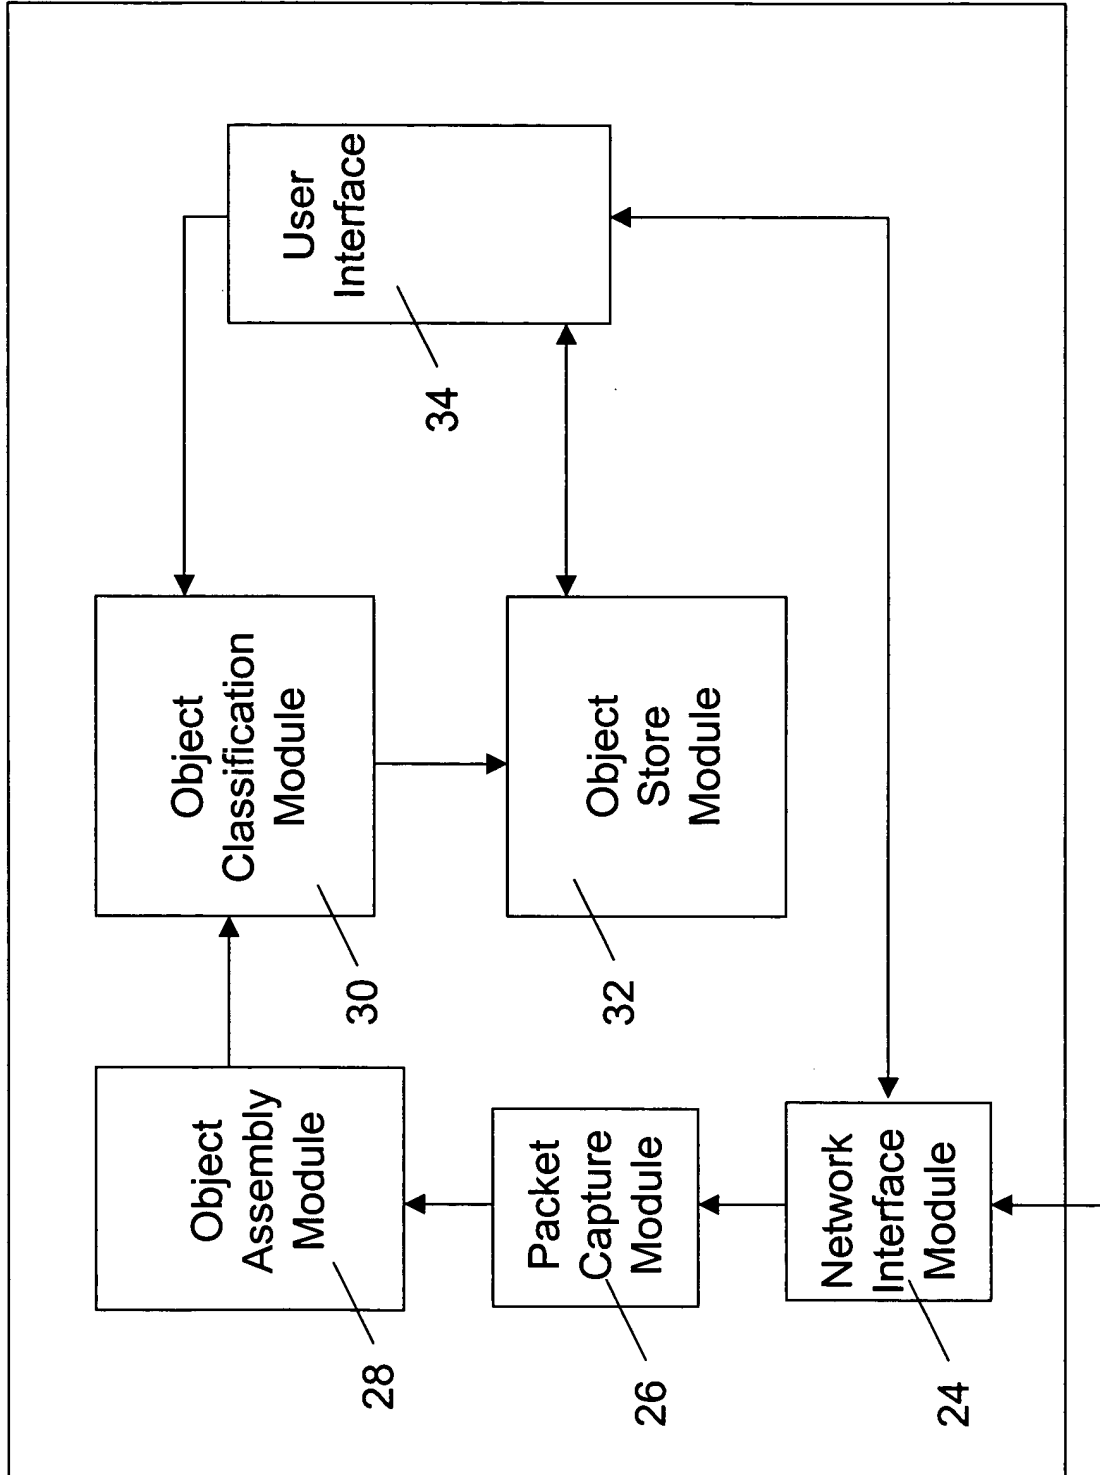 Object
Assembly
Module
28
Object
Classification
Module
30
User
Interface
34
Packet
Capture
Module
26
Object
Store
Module
32
Network
Interface
Module
24